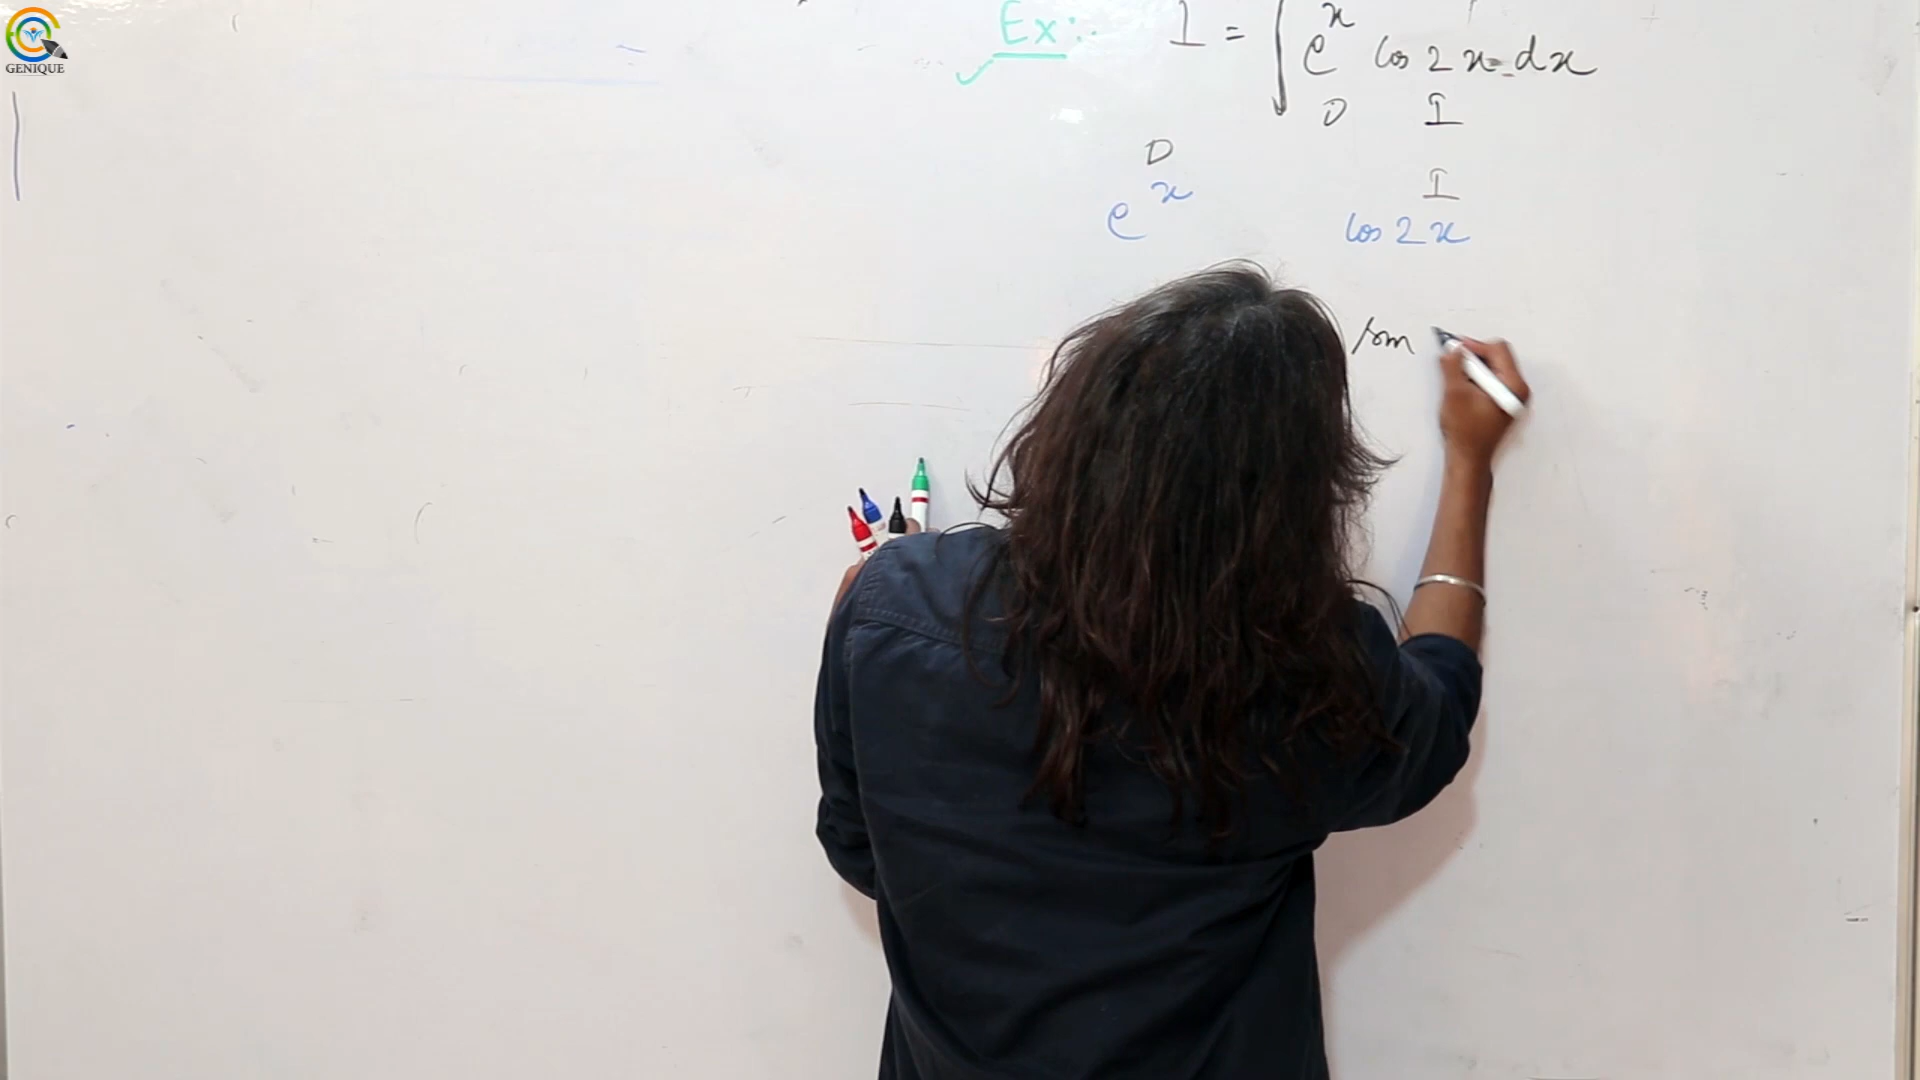 GENIQUE
Ex:- I = ∫ e^x cos 2x dx
D I
D I
e^x cos 2x
sin